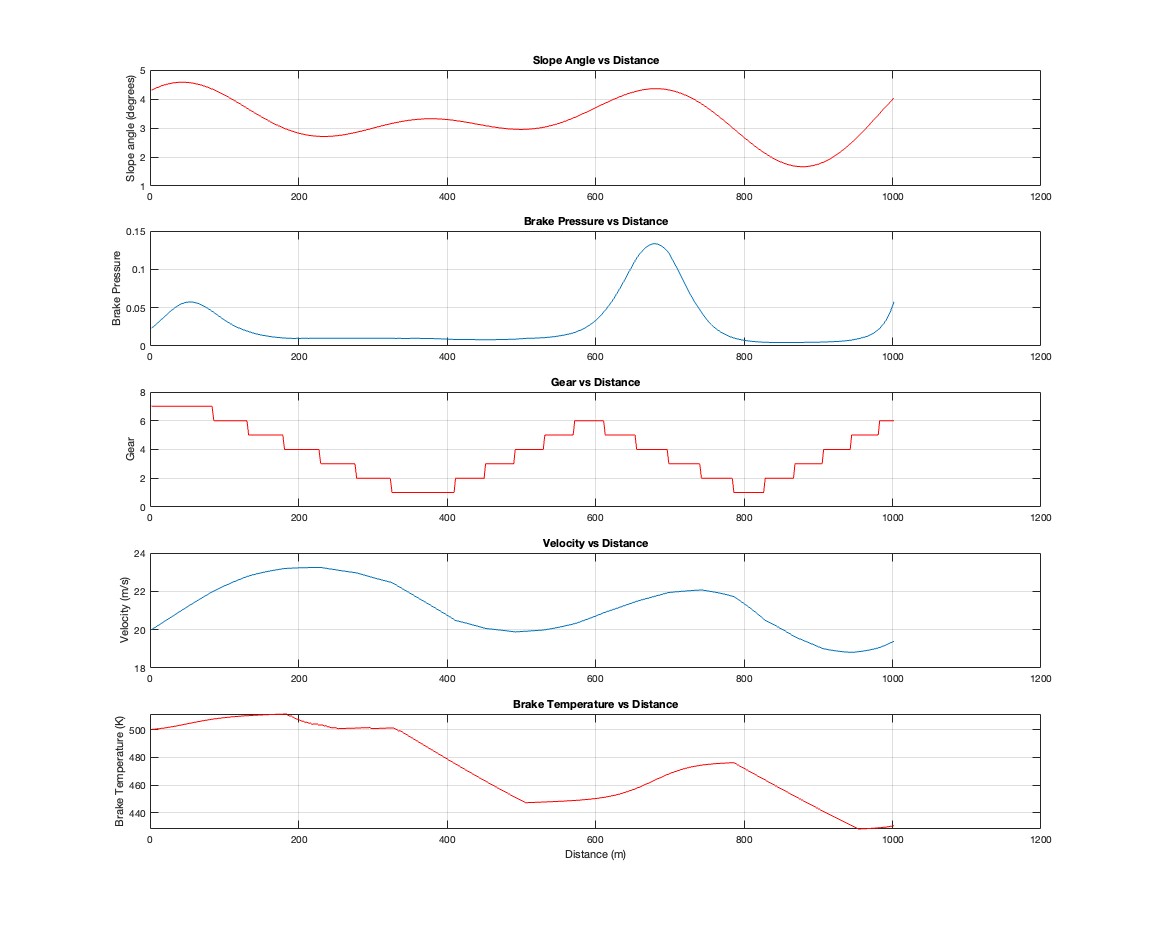 Slope Angle vs Distance
Slope angle (degrees)
5
4
3
2
1
0 200 400 600 800 1000 1200
Brake Pressure vs Distance
Brake Pressure
0.15
0.1
0.05
0
0 200 400 600 800 1000 1200
Gear vs Distance
Gear
8
6
4
2
0
0 200 400 600 800 1000 1200
Velocity vs Distance
Velocity (m/s)
24
22
20
18
0 200 400 600 800 1000 1200
Brake Temperature vs Distance
Brake Temperature (K)
500
480
460
440
0 200 400 600 800 1000 1200
Distance (m)